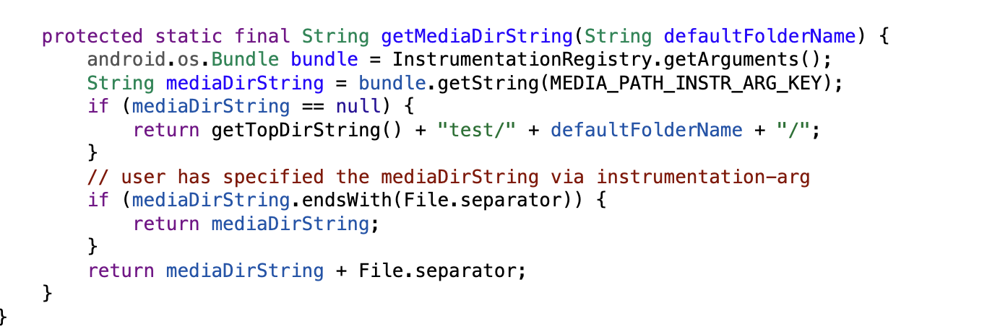 protected static final String getMediaDirString(String defaultFolderName) {
        android.os.Bundle bundle = InstrumentationRegistry.getArguments();
        String mediaDirString = bundle.getString(MEDIA_PATH_INSTR_ARG_KEY);
        if (mediaDirString == null) {
            return getTopDirString() + "test/" + defaultFolderName + "/";
        }
        // user has specified the mediaDirString via instrumentation-arg
        if (mediaDirString.endsWith(File.separator)) {
            return mediaDirString;
        }
        return mediaDirString + File.separator;
    }
}